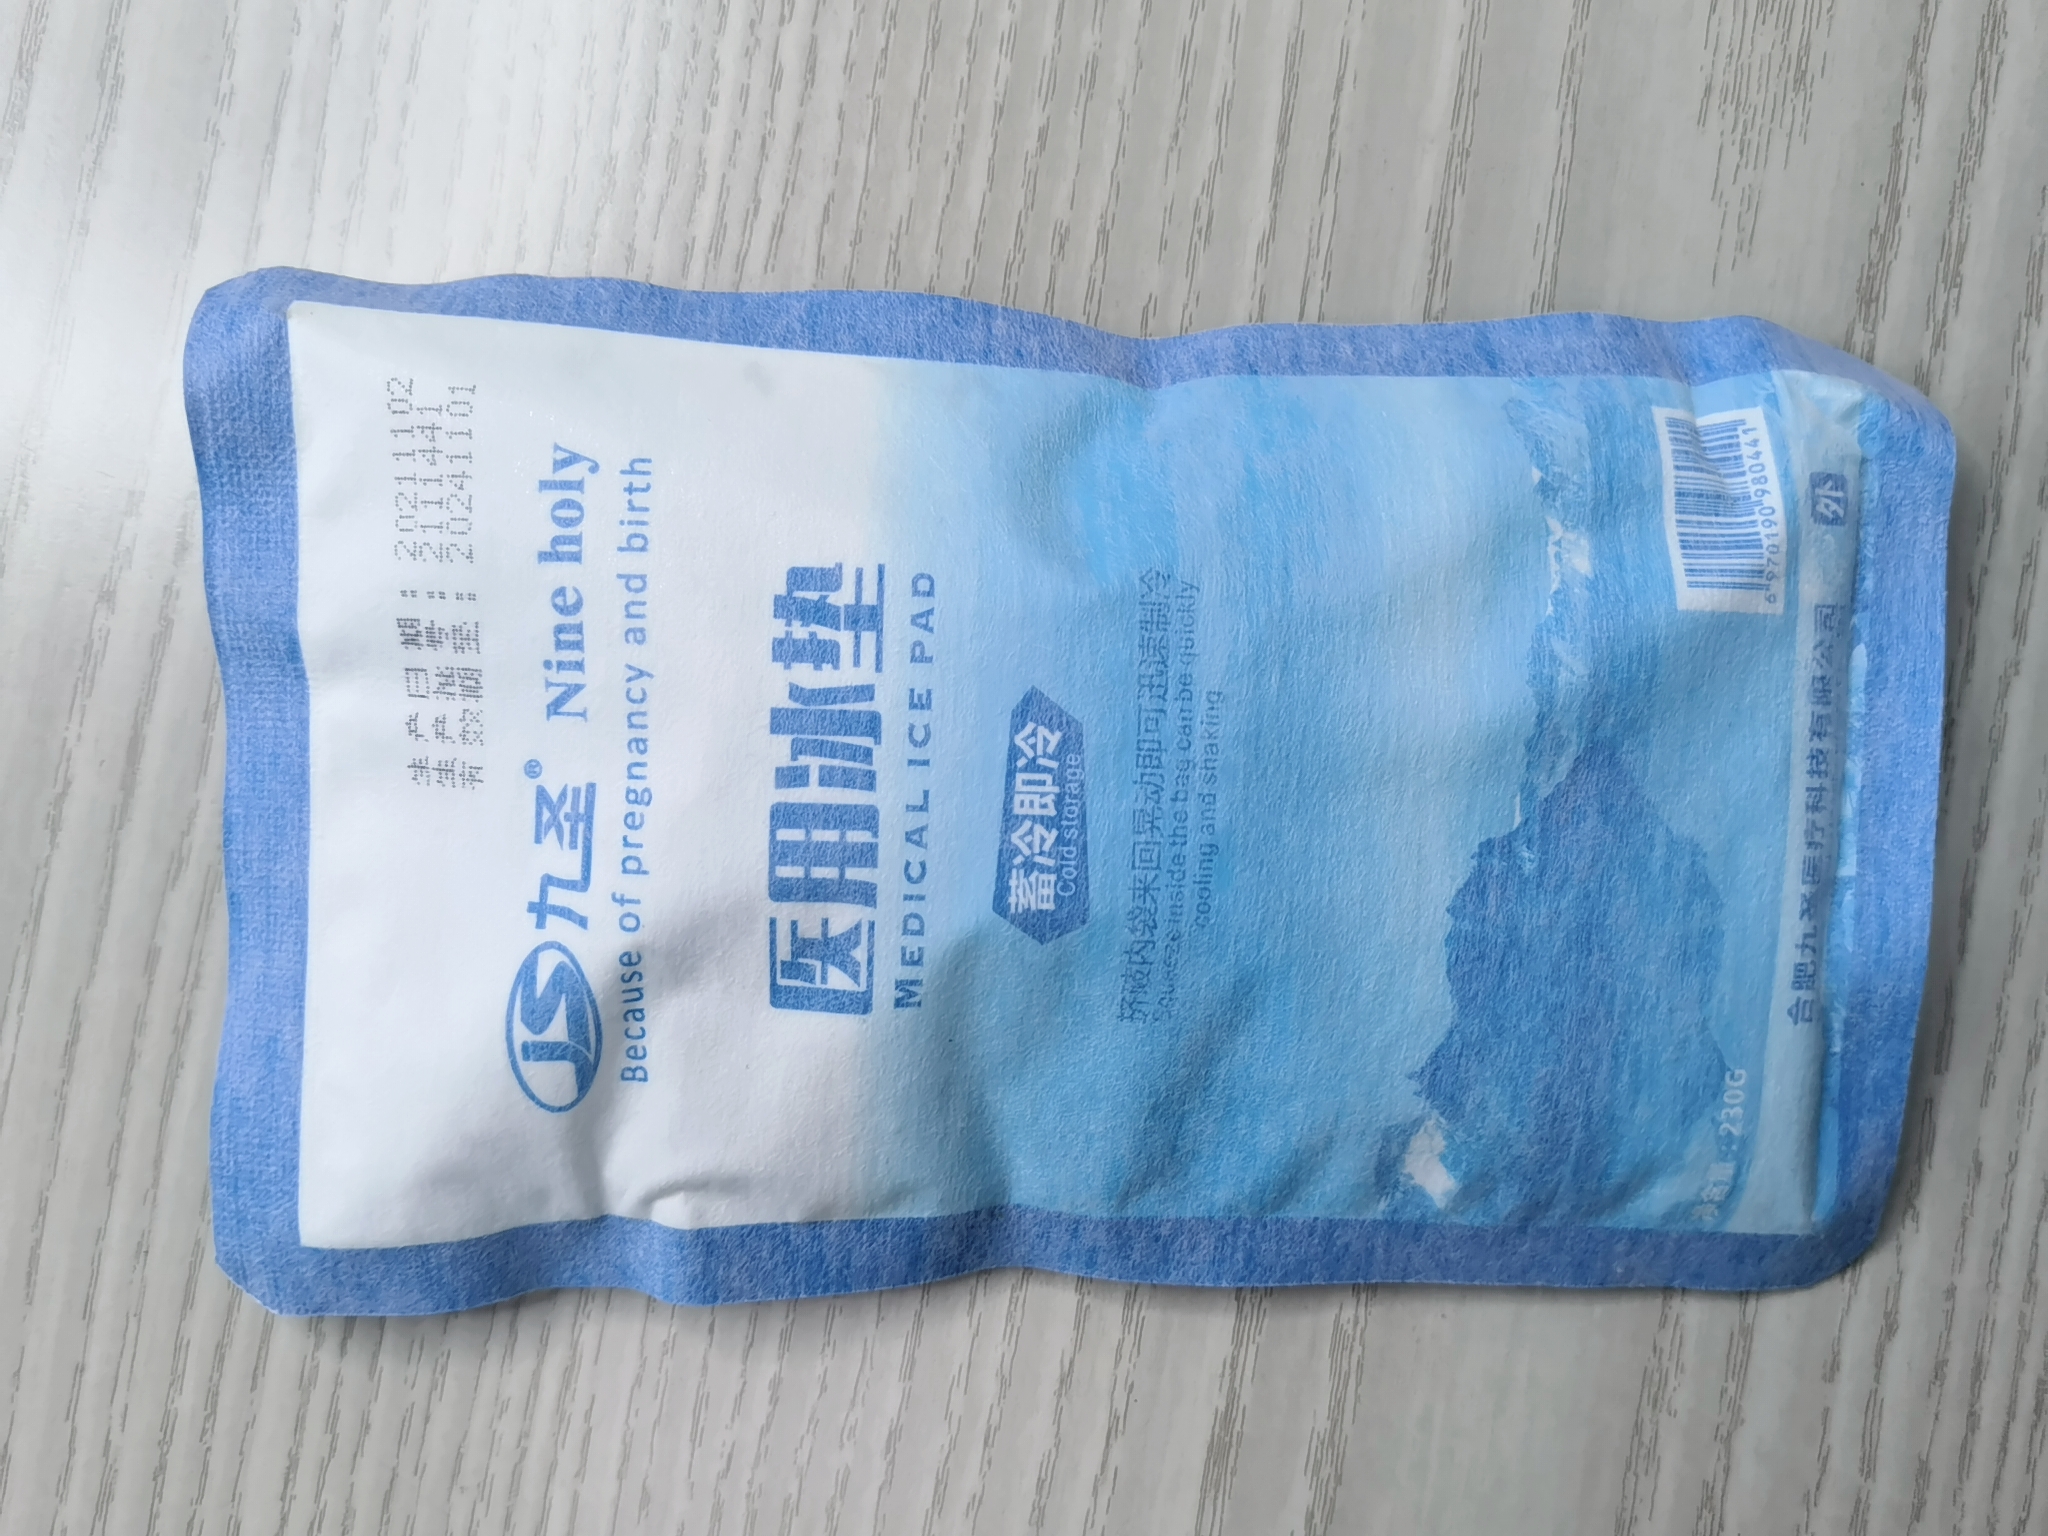 生产日期：20211102
生产批号：2111441
有效期至：20241101
JS 九圣® Nine holy
Because of pregnancy and birth
医用冰垫
MEDICAL ICE PAD
蓄冷即冷
Cold storage
挤破内袋来回晃动即可迅速制冷
Squeeze inside the bag can be quickly
cooling and shaking
净含量：230G
6 970190 980441
合肥九圣医疗科技有限公司
外